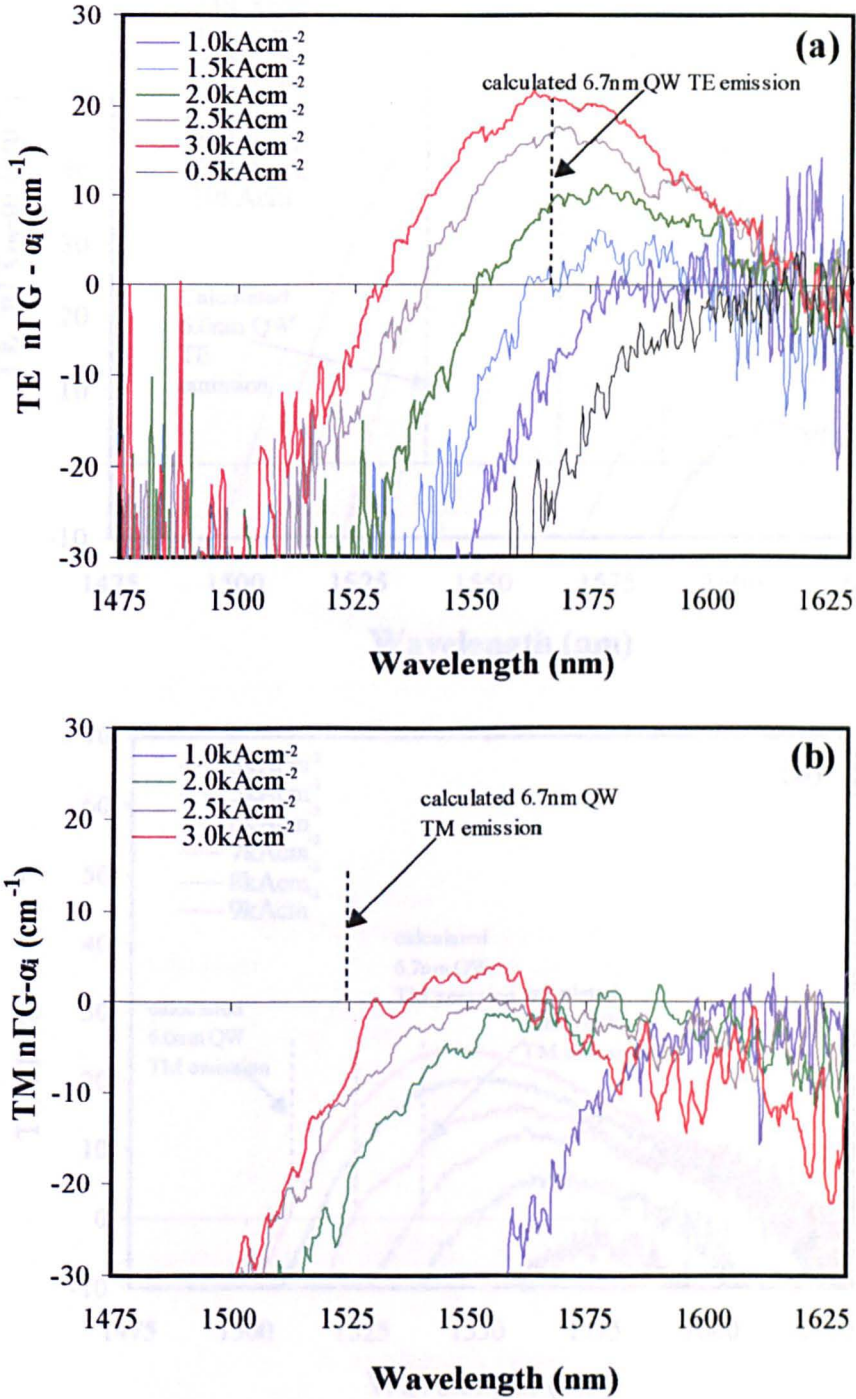 (a)
1.0kAcm⁻²
1.5kAcm⁻²
2.0kAcm⁻²
2.5kAcm⁻²
3.0kAcm⁻²
0.5kAcm⁻²
calculated 6.7nm QW TE emission
TE nΓG - αi (cm⁻¹)
30
20
10
0
-10
-20
-30
1475
1500
1525
1550
1575
1600
1625
Wavelength (nm)
(b)
1.0kAcm⁻²
2.0kAcm⁻²
2.5kAcm⁻²
3.0kAcm⁻²
calculated 6.7nm QW
TM emission
TM nΓG-αi (cm⁻¹)
30
20
10
0
-10
-20
-30
1475
1500
1525
1550
1575
1600
1625
Wavelength (nm)